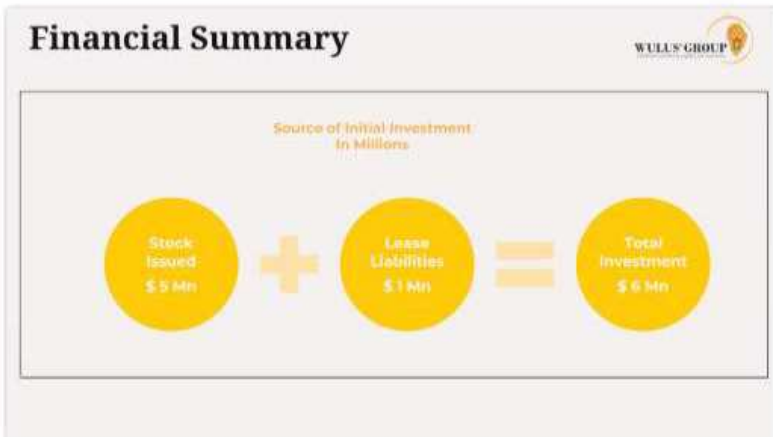 Financial Summary
WULUS' GROUP
Source of Initial Investment
In Millions
Stock
Issued
$ 5 Mn
+
Lease
Liabilities
$ 1 Mn
=
Total
Investment
$ 6 Mn